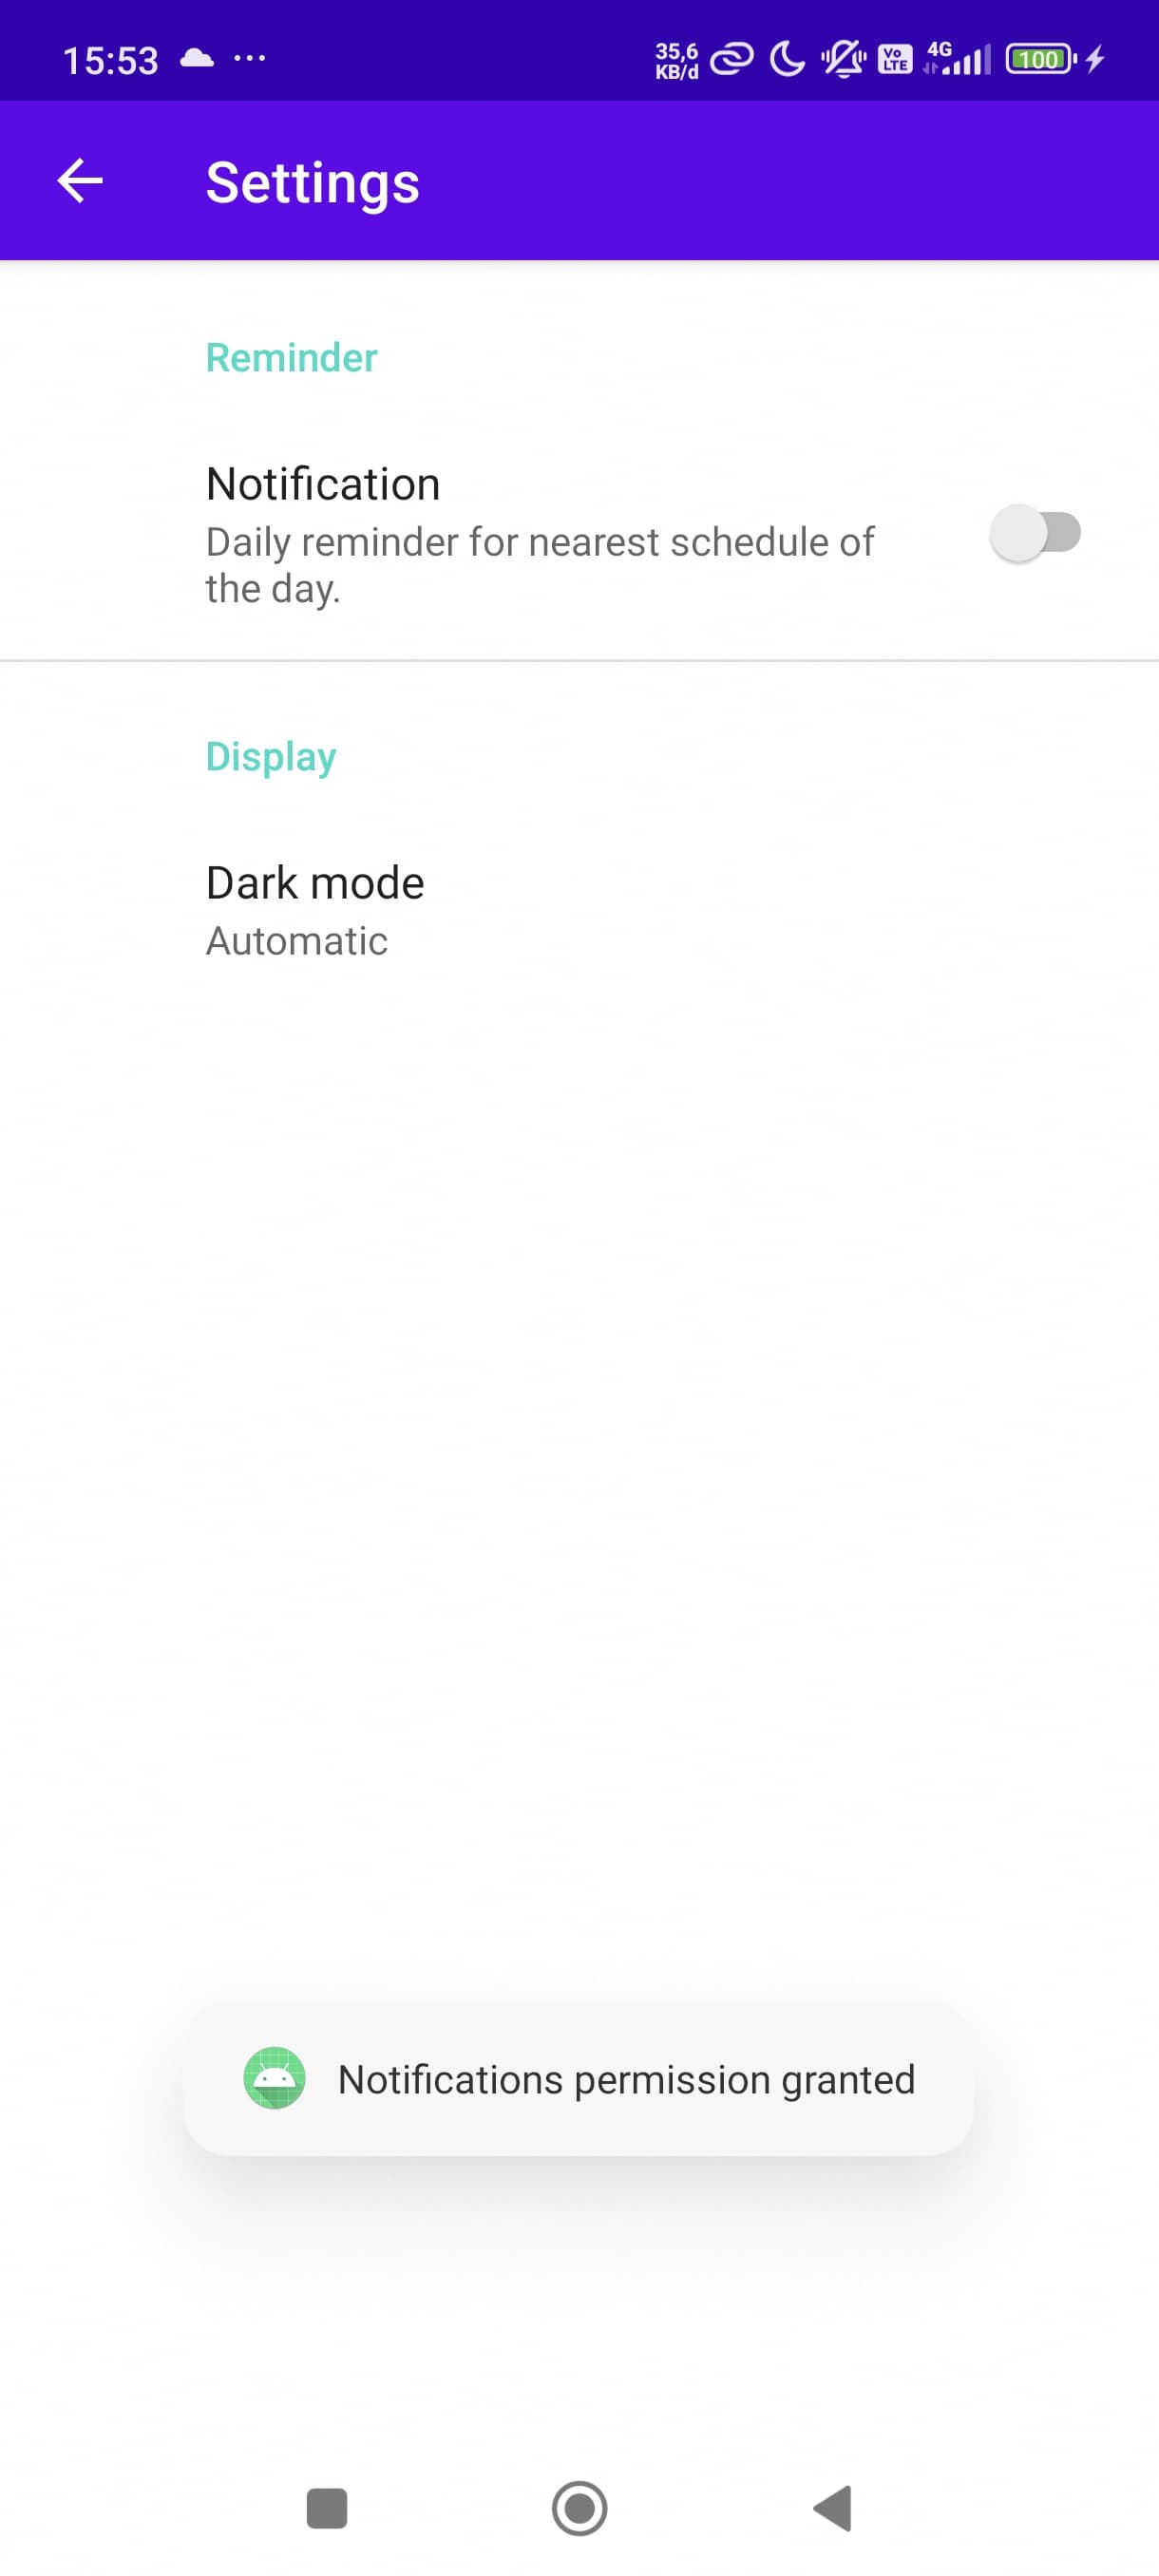 15:53
35,6
KB/d
Vo
LTE
4G
100
Settings
Reminder
Notification
Daily reminder for nearest schedule of
the day.
Display
Dark mode
Automatic
Notifications permission granted